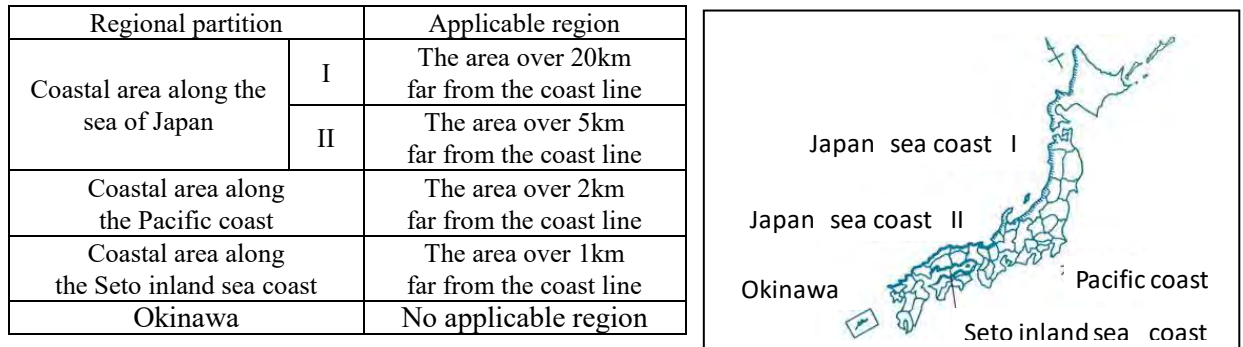 Regional partition Applicable region
Coastal area along the
sea of Japan
I
The area over 20km
far from the coast line
II
The area over 5km
far from the coast line
Coastal area along
the Pacific coast
The area over 2km
far from the coast line
Coastal area along
the Seto inland sea coast
The area over 1km
far from the coast line
Okinawa No applicable region
Japan sea coast I
Japan sea coast II
Okinawa
Pacific coast
Seto inland sea coast